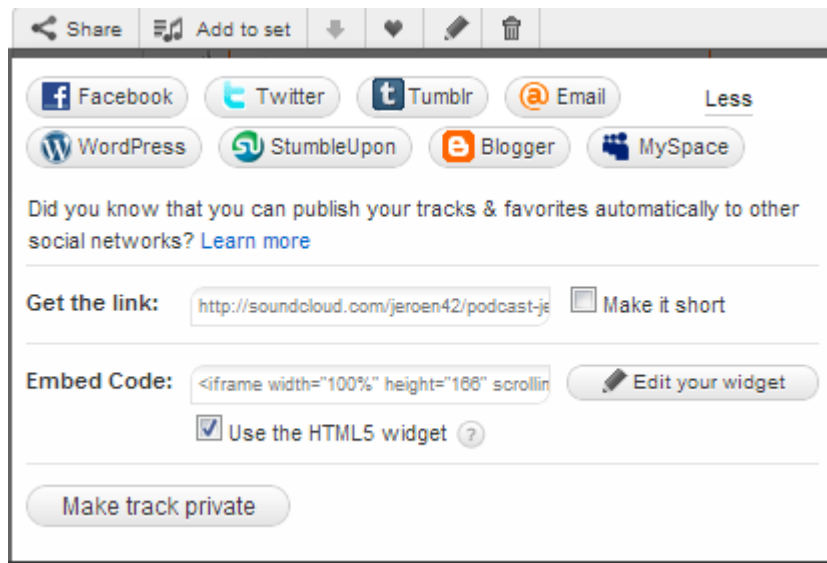 Share Add to set
Facebook Twitter Tumblr Email Less
WordPress StumbleUpon Blogger MySpace
Did you know that you can publish your tracks & favorites automatically to other
social networks? Learn more
Get the link: http://soundcloud.com/jeroen42/podcast-je Make it short
Embed Code: <iframe width="100%" height="166" scrollin Edit your widget
Use the HTML5 widget ?
Make track private